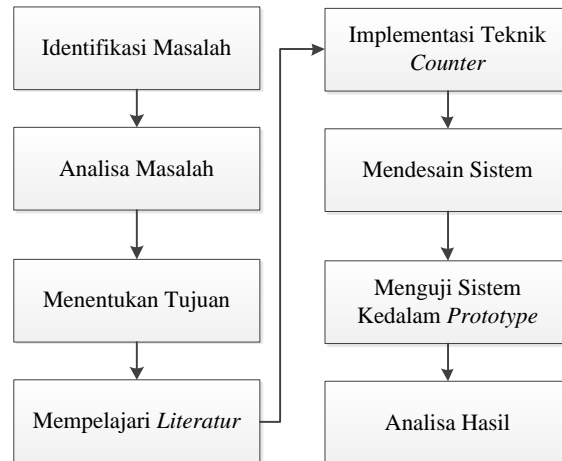 Identifikasi Masalah
Analisa Masalah
Menentukan Tujuan
Mempelajari Literatur
Implementasi Teknik
Counter
Mendesain Sistem
Menguji Sistem
Kedalam Prototype
Analisa Hasil